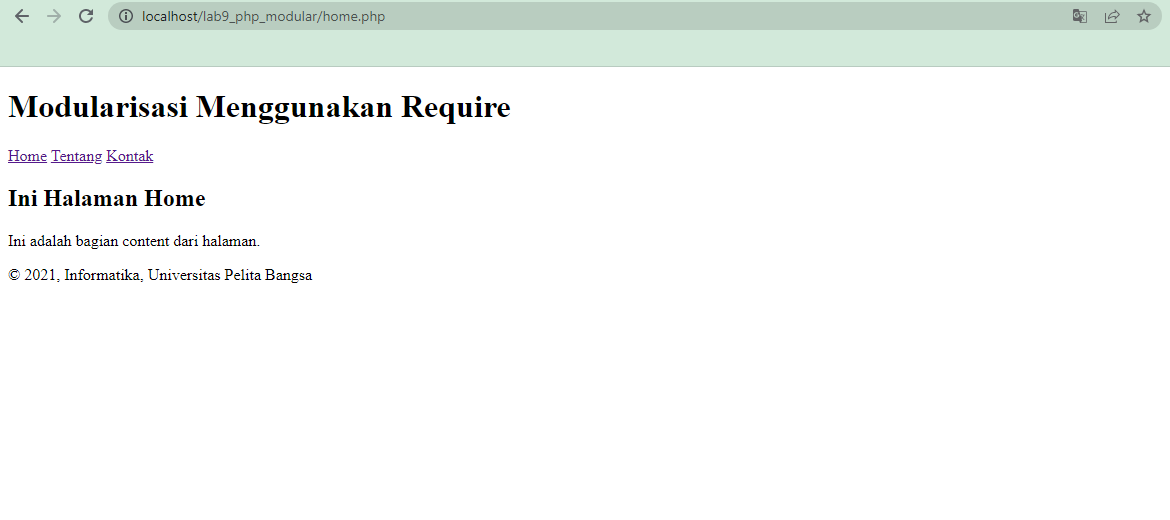 localhost/lab9_php_modular/home.php
Modularisasi Menggunakan Require
Home Tentang Kontak
Ini Halaman Home
Ini adalah bagian content dari halaman.
© 2021, Informatika, Universitas Pelita Bangsa